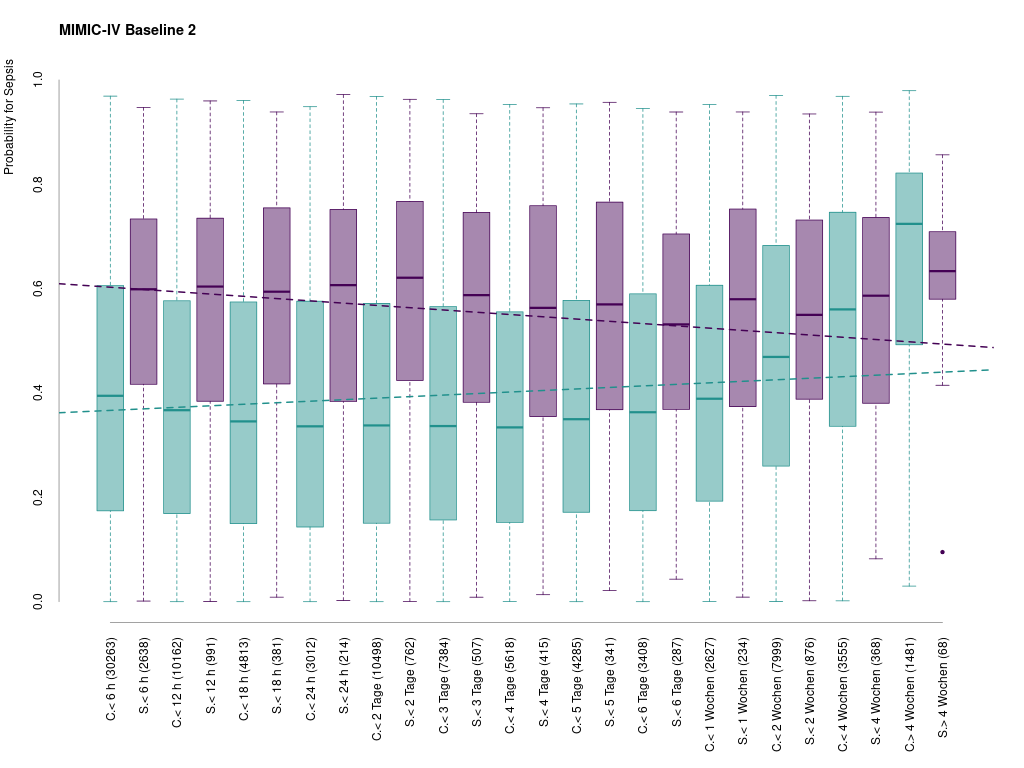 MIMIC-IV Baseline 2
Probability for Sepsis
1.0
0.8
0.6
0.4
0.2
0.0
C.< 6 h (30263)
S.< 6 h (2638)
C.< 12 h (10162)
S.< 12 h (991)
C.< 18 h (4813)
S.< 18 h (381)
C.< 24 h (3012)
S.< 24 h (214)
C.< 2 Tage (10498)
S.< 2 Tage (762)
C.< 3 Tage (7384)
S.< 3 Tage (507)
C.< 4 Tage (5618)
S.< 4 Tage (415)
C.< 5 Tage (4285)
S.< 5 Tage (341)
C.< 6 Tage (3408)
S.< 6 Tage (287)
C.< 1 Wochen (2627)
S.< 1 Wochen (234)
C.< 2 Wochen (7999)
S.< 2 Wochen (876)
C.< 4 Wochen (3555)
S.< 4 Wochen (368)
C.> 4 Wochen (1481)
S.> 4 Wochen (68)